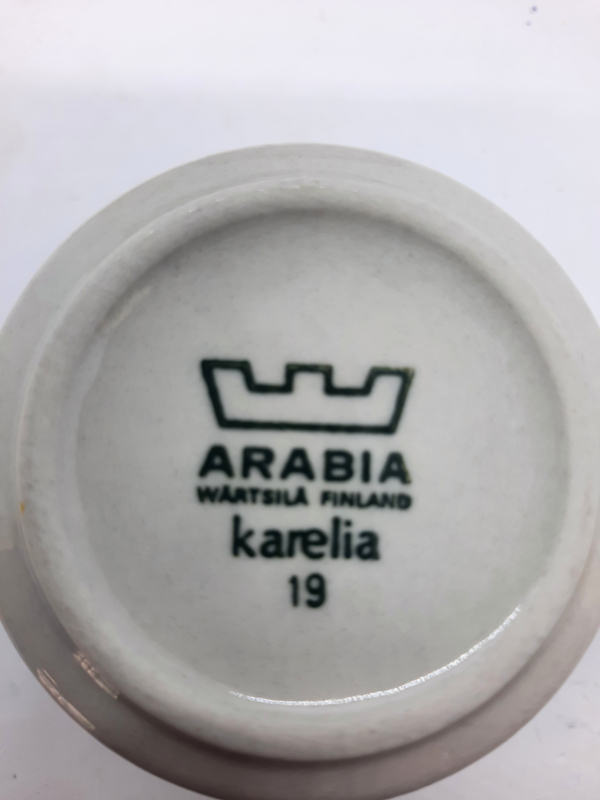 ARABIA
WÄRTSILÄ FINLAND
karelia
19